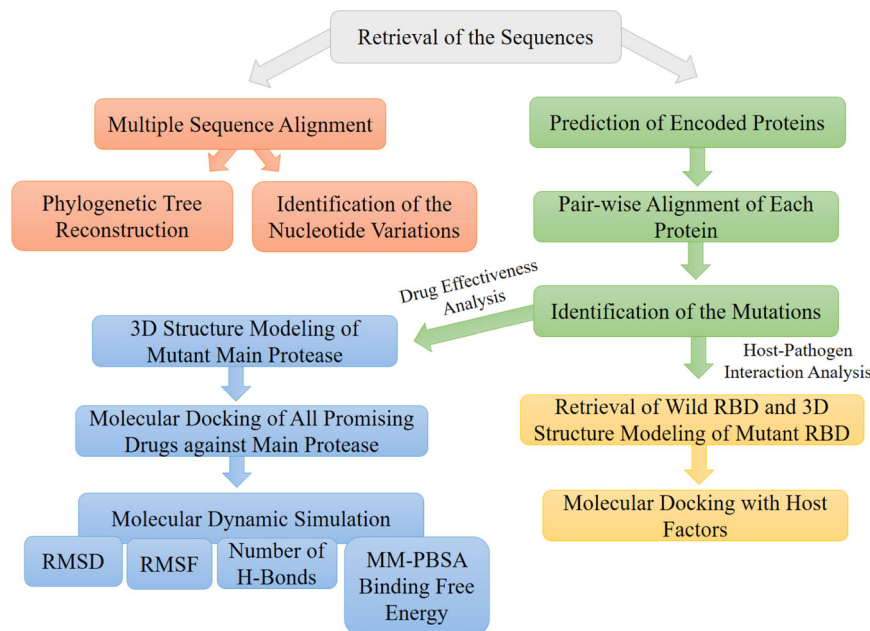 Retrieval of the Sequences
Multiple Sequence Alignment
Phylogenetic Tree
Reconstruction
Identification of the
Nucleotide Variations
Prediction of Encoded Proteins
Pair-wise Alignment of Each
Protein
Identification of the Mutations
Drug Effectiveness
Analysis
Host-Pathogen
Interaction Analysis
3D Structure Modeling of
Mutant Main Protease
Molecular Docking of All Promising
Drugs against Main Protease
Molecular Dynamic Simulation
RMSD
RMSF
Number of
H-Bonds
MM-PBSA
Binding Free
Energy
Retrieval of Wild RBD and 3D
Structure Modeling of Mutant RBD
Molecular Docking with Host
Factors